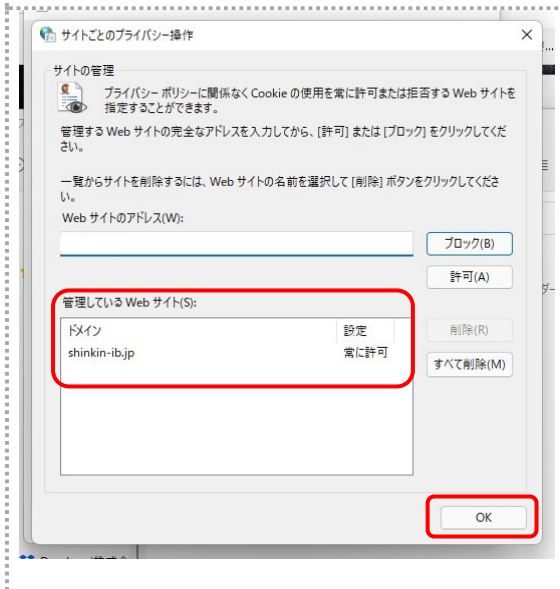 サイトごとのプライバシー操作
サイトの管理
プライバシー ポリシーに関係なく Cookie の使用を常に許可または拒否する Web サイトを
指定することができます。
管理する Web サイトの完全なアドレスを入力してから、[許可] または [ブロック] をクリックしてくだ
さい。
一覧からサイトを削除するには、Web サイトの名前を選択して [削除] ボタンをクリックしてくださ
い。
Web サイトのアドレス(W):
ブロック(B)
許可(A)
管理している Web サイト(S):
ドメイン 設定
削除(R)
shinkin-ib.jp 常に許可
すべて削除(M)
OK